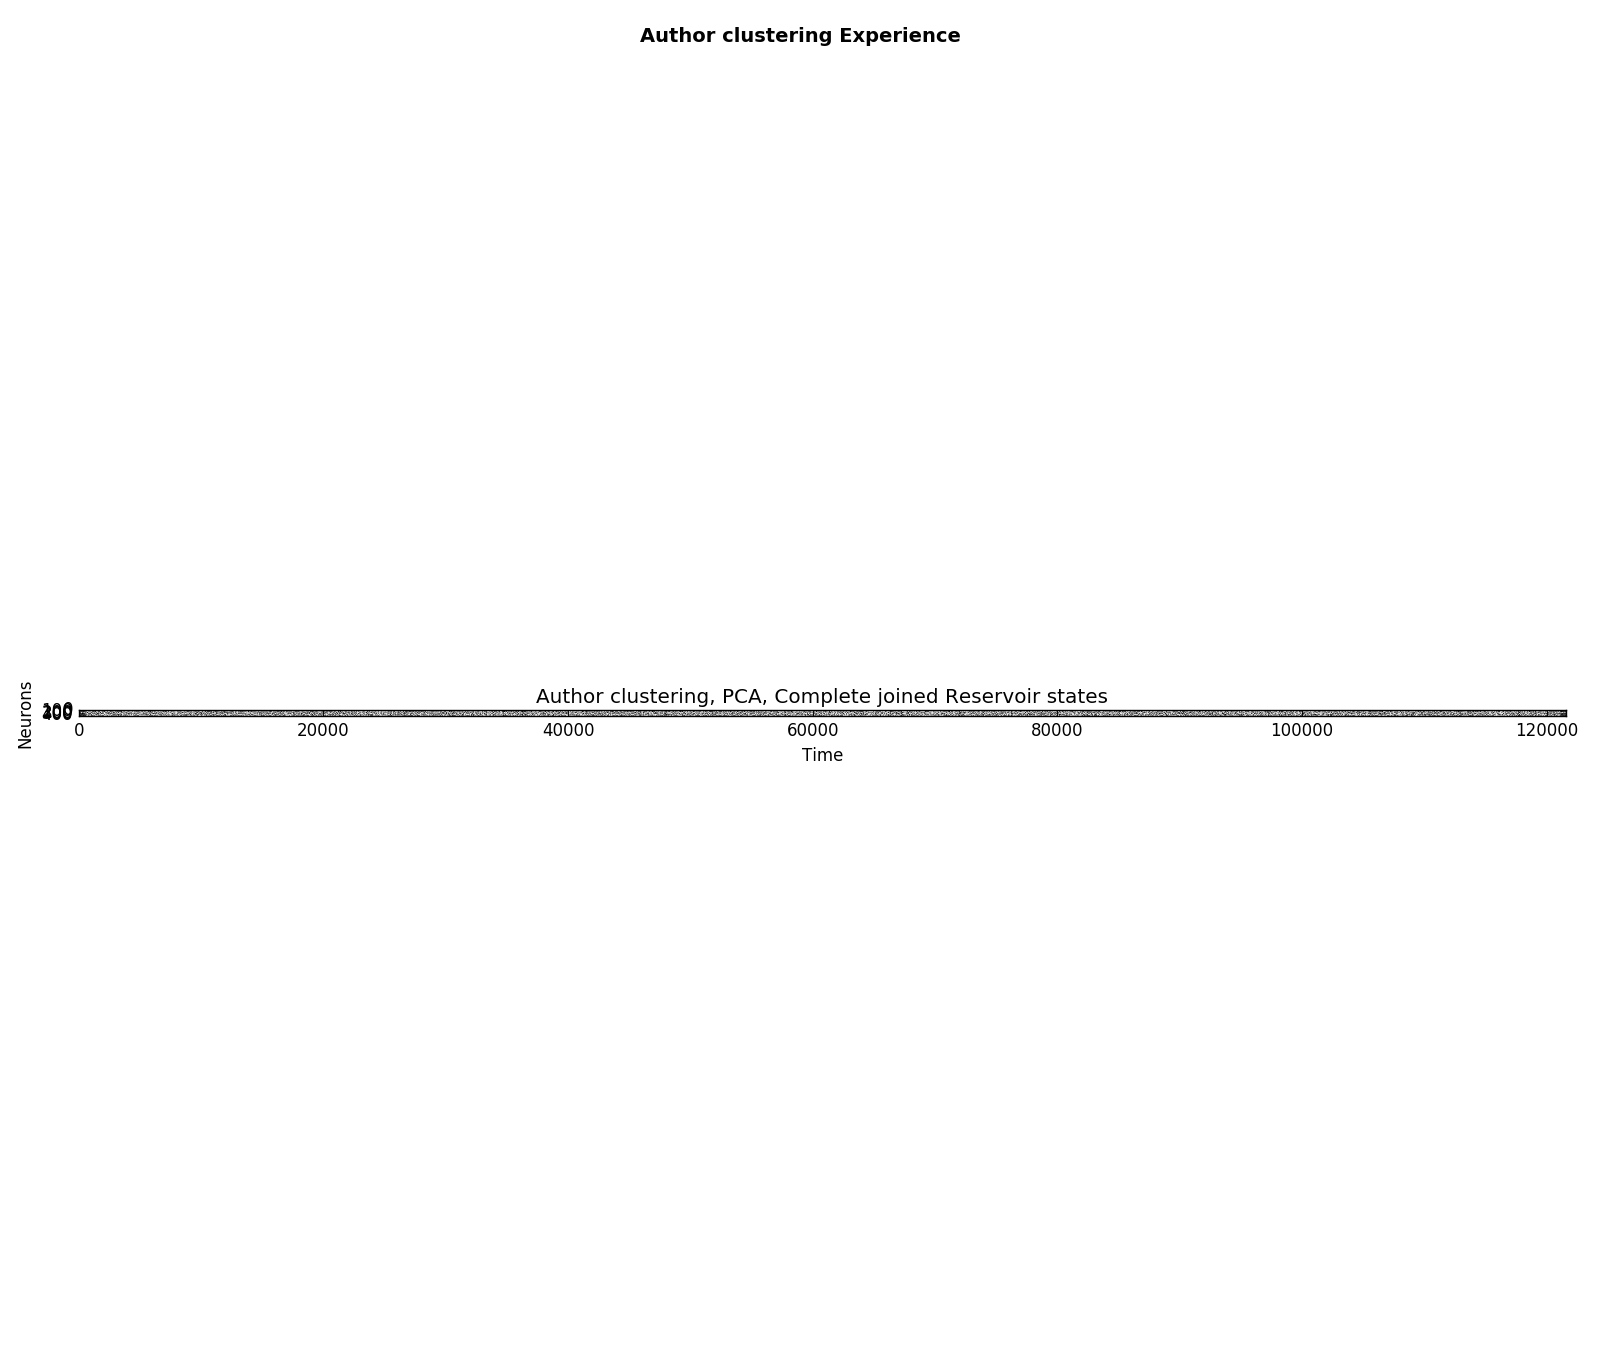 Author clustering Experience
Author clustering, PCA, Complete joined Reservoir states
Neurons
0 20000 40000 60000 80000 100000 120000
Time